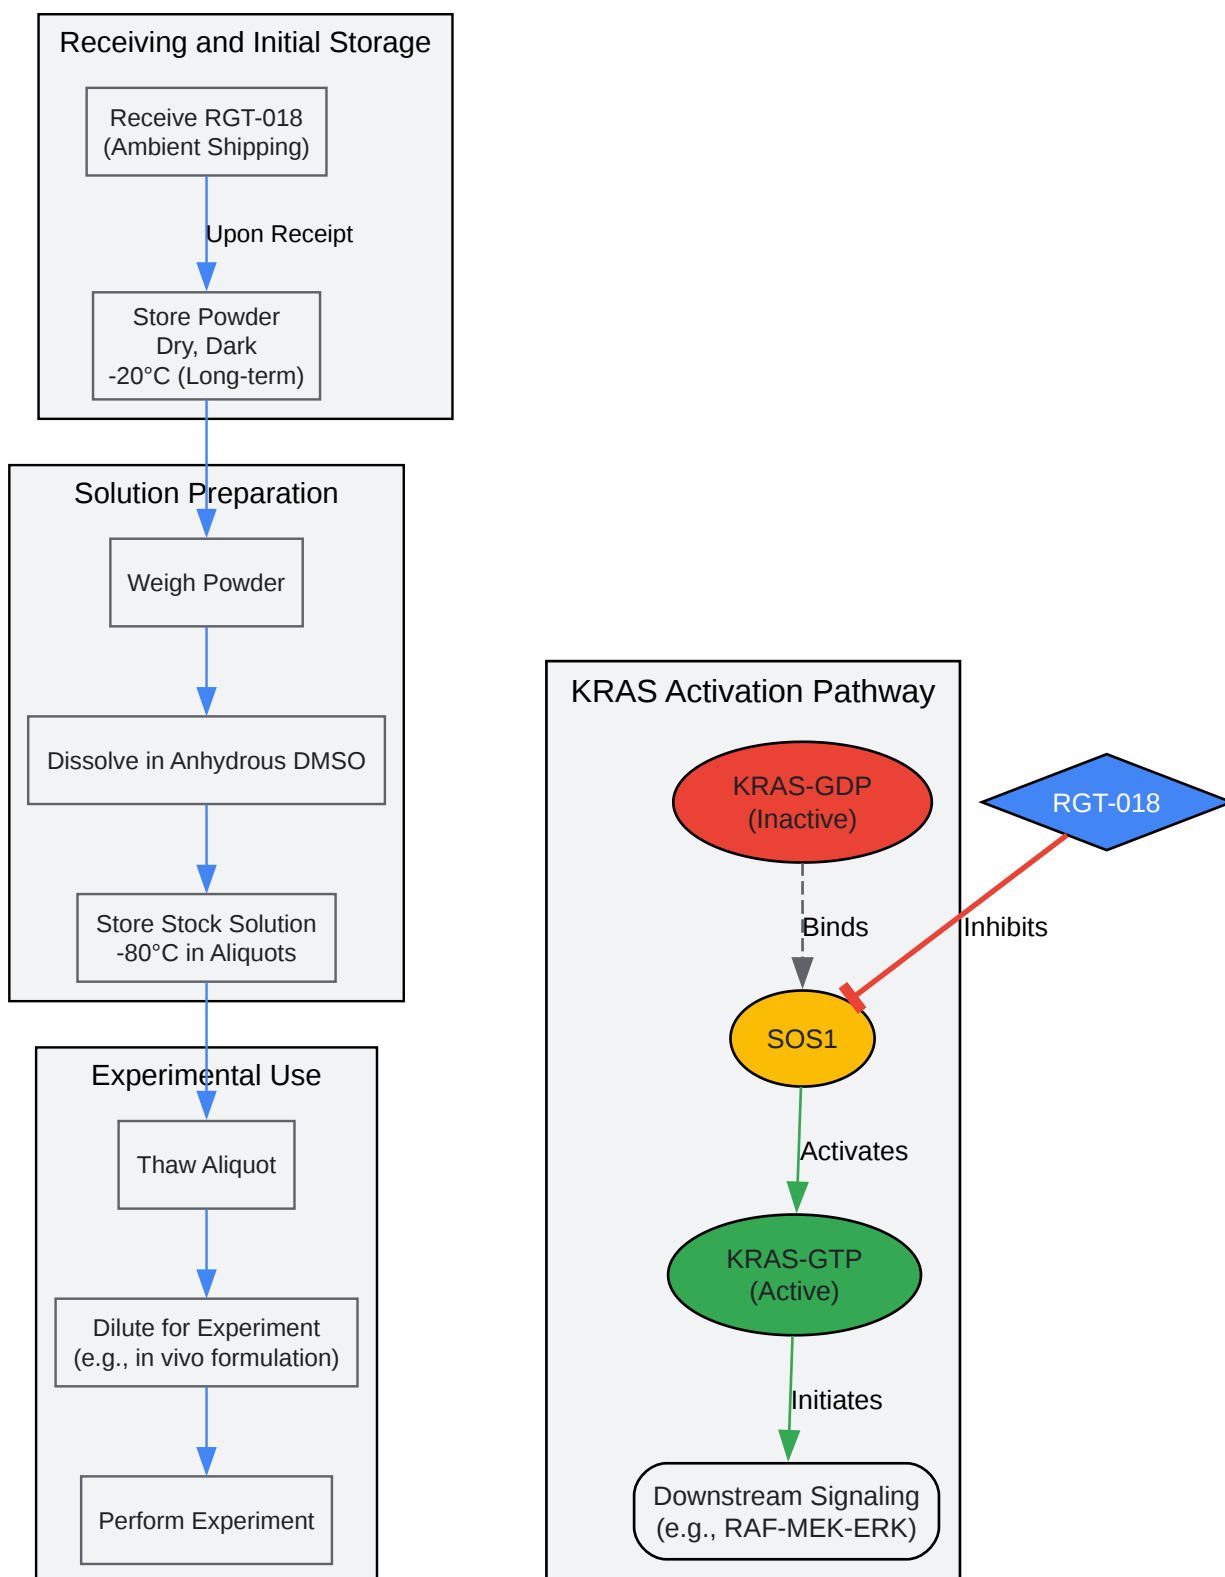 Receiving and Initial Storage
Receive RGT-018
(Ambient Shipping)
Upon Receipt
Store Powder
Dry, Dark
-20°C (Long-term)
Solution Preparation
Weigh Powder
Dissolve in Anhydrous DMSO
Store Stock Solution
-80°C in Aliquots
Experimental Use
Thaw Aliquot
Dilute for Experiment
(e.g., in vivo formulation)
Perform Experiment
KRAS Activation Pathway
KRAS-GDP
(Inactive)
RGT-018
Binds
Inhibits
SOS1
Activates
KRAS-GTP
(Active)
Initiates
Downstream Signaling
(e.g., RAF-MEK-ERK)